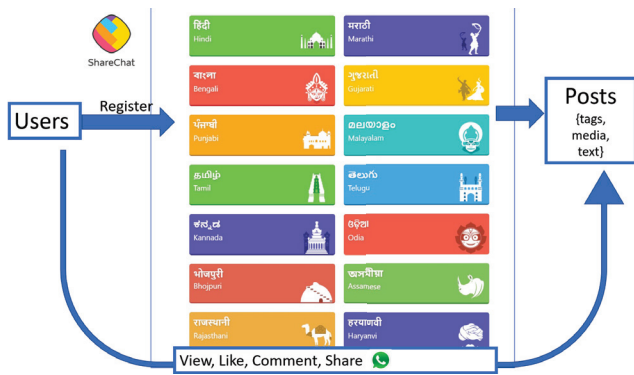 ShareChat
Users
Register
हिंदी
Hindi
मराठी
Marathi
বাংলা
Bengali
ગુજરાતી
Gujarati
ਪੰਜਾਬੀ
Punjabi
മലയാളം
Malayalam
தமிழ்
Tamil
తెలుగు
Telugu
ಕನ್ನಡ
Kannada
ଓଡ଼ିଆ
Odia
भोजपुरी
Bhojpuri
অসমীয়া
Assamese
राजस्थानी
Rajasthani
हरयाणवी
Haryanvi
Posts
{tags,
media,
text}
View, Like, Comment, Share